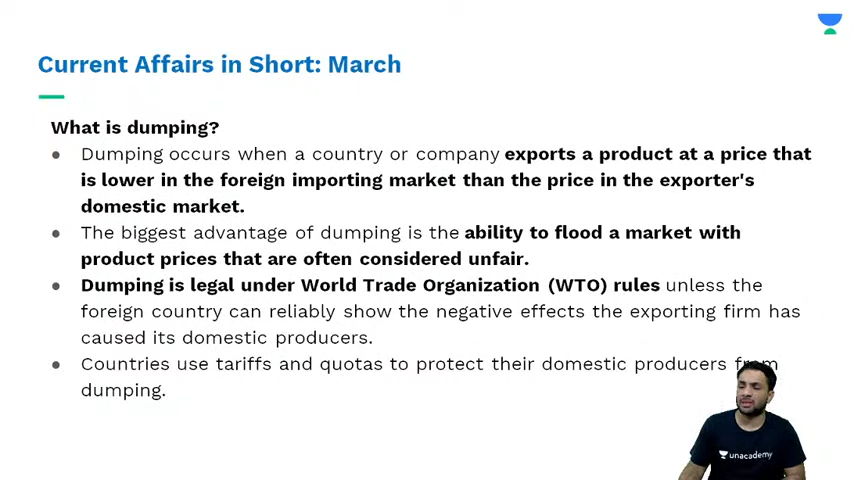 Current Affairs in Short: March
What is dumping?
● Dumping occurs when a country or company exports a product at a price that
is lower in the foreign importing market than the price in the exporter's
domestic market.
● The biggest advantage of dumping is the ability to flood a market with
product prices that are often considered unfair.
● Dumping is legal under World Trade Organization (WTO) rules unless the
foreign country can reliably show the negative effects the exporting firm has
caused its domestic producers.
● Countries use tariffs and quotas to protect their domestic producers from
dumping.
unacademy